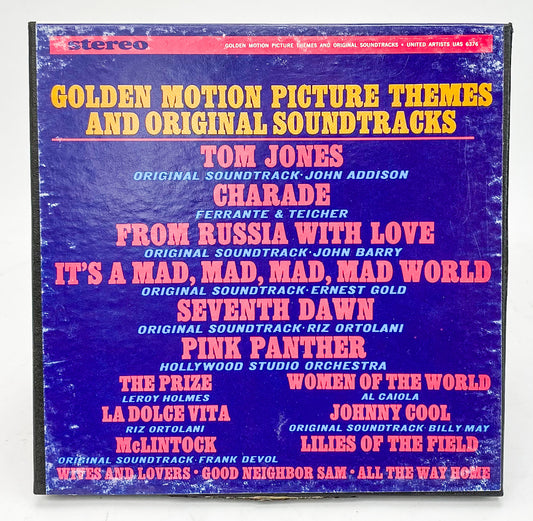 stereo
GOLDEN MOTION PICTURE THEMES AND ORIGINAL SOUNDTRACKS • UNITED ARTISTS UAS 6376
GOLDEN MOTION PICTURE THEMES
AND ORIGINAL SOUNDTRACKS
TOM JONES
ORIGINAL SOUNDTRACK·JOHN ADDISON
CHARADE
FERRANTE & TEICHER
FROM RUSSIA WITH LOVE
ORIGINAL SOUNDTRACK·JOHN BARRY
IT'S A MAD, MAD, MAD, MAD WORLD
ORIGINAL SOUNDTRACK·ERNEST GOLD
SEVENTH DAWN
ORIGINAL SOUNDTRACK·RIZ ORTOLANI
PINK PANTHER
HOLLYWOOD STUDIO ORCHESTRA
THE PRIZE
LEROY HOLMES
LA DOLCE VITA
RIZ ORTOLANI
McLINTOCK
ORIGINAL SOUNDTRACK·FRANK DEVOL
WOMEN OF THE WORLD
AL CAIOLA
JOHNNY COOL
ORIGINAL SOUNDTRACK·BILLY MAY
LILIES OF THE FIELD
WIVES AND LOVERS • GOOD NEIGHBOR SAM • ALL THE WAY HOME